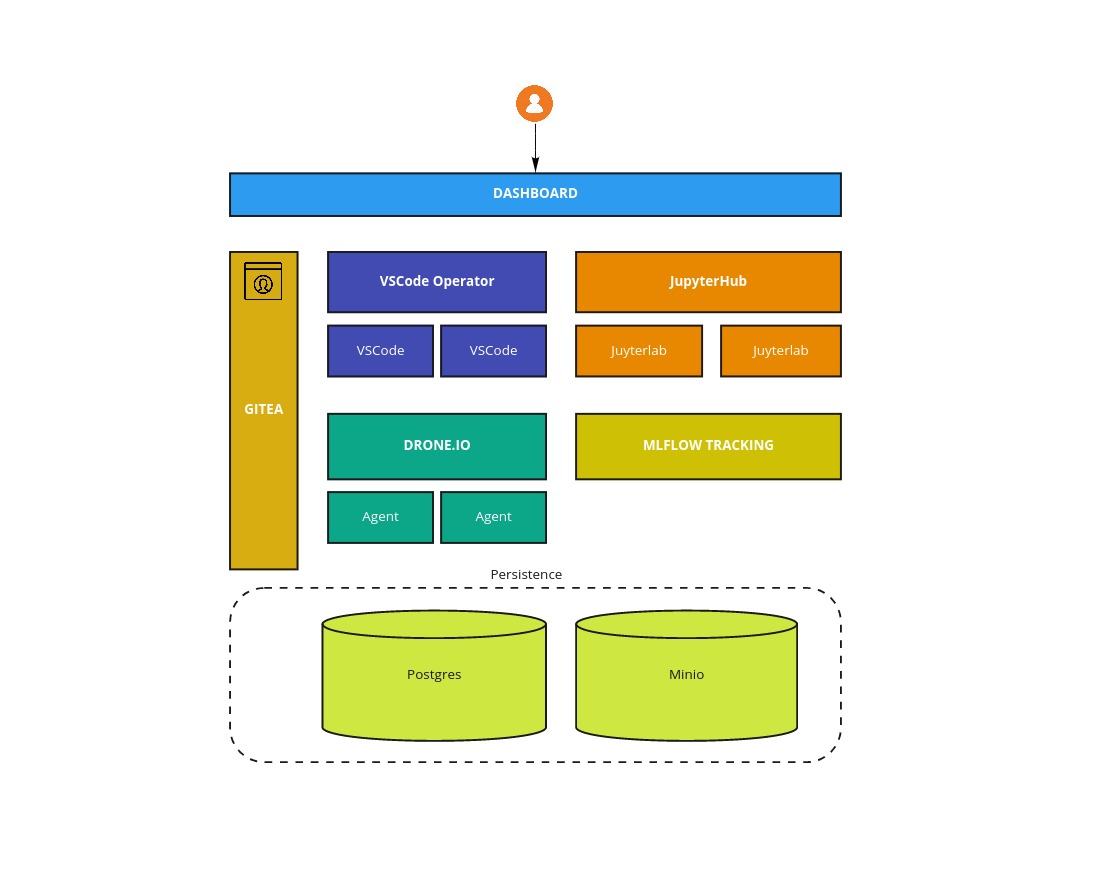 DASHBOARD
GITEA
VSCode Operator
JupyterHub
VSCode
VSCode
Juyterlab
Juyterlab
DRONE.IO
MLFLOW TRACKING
Agent
Agent
Persistence
Postgres
Minio